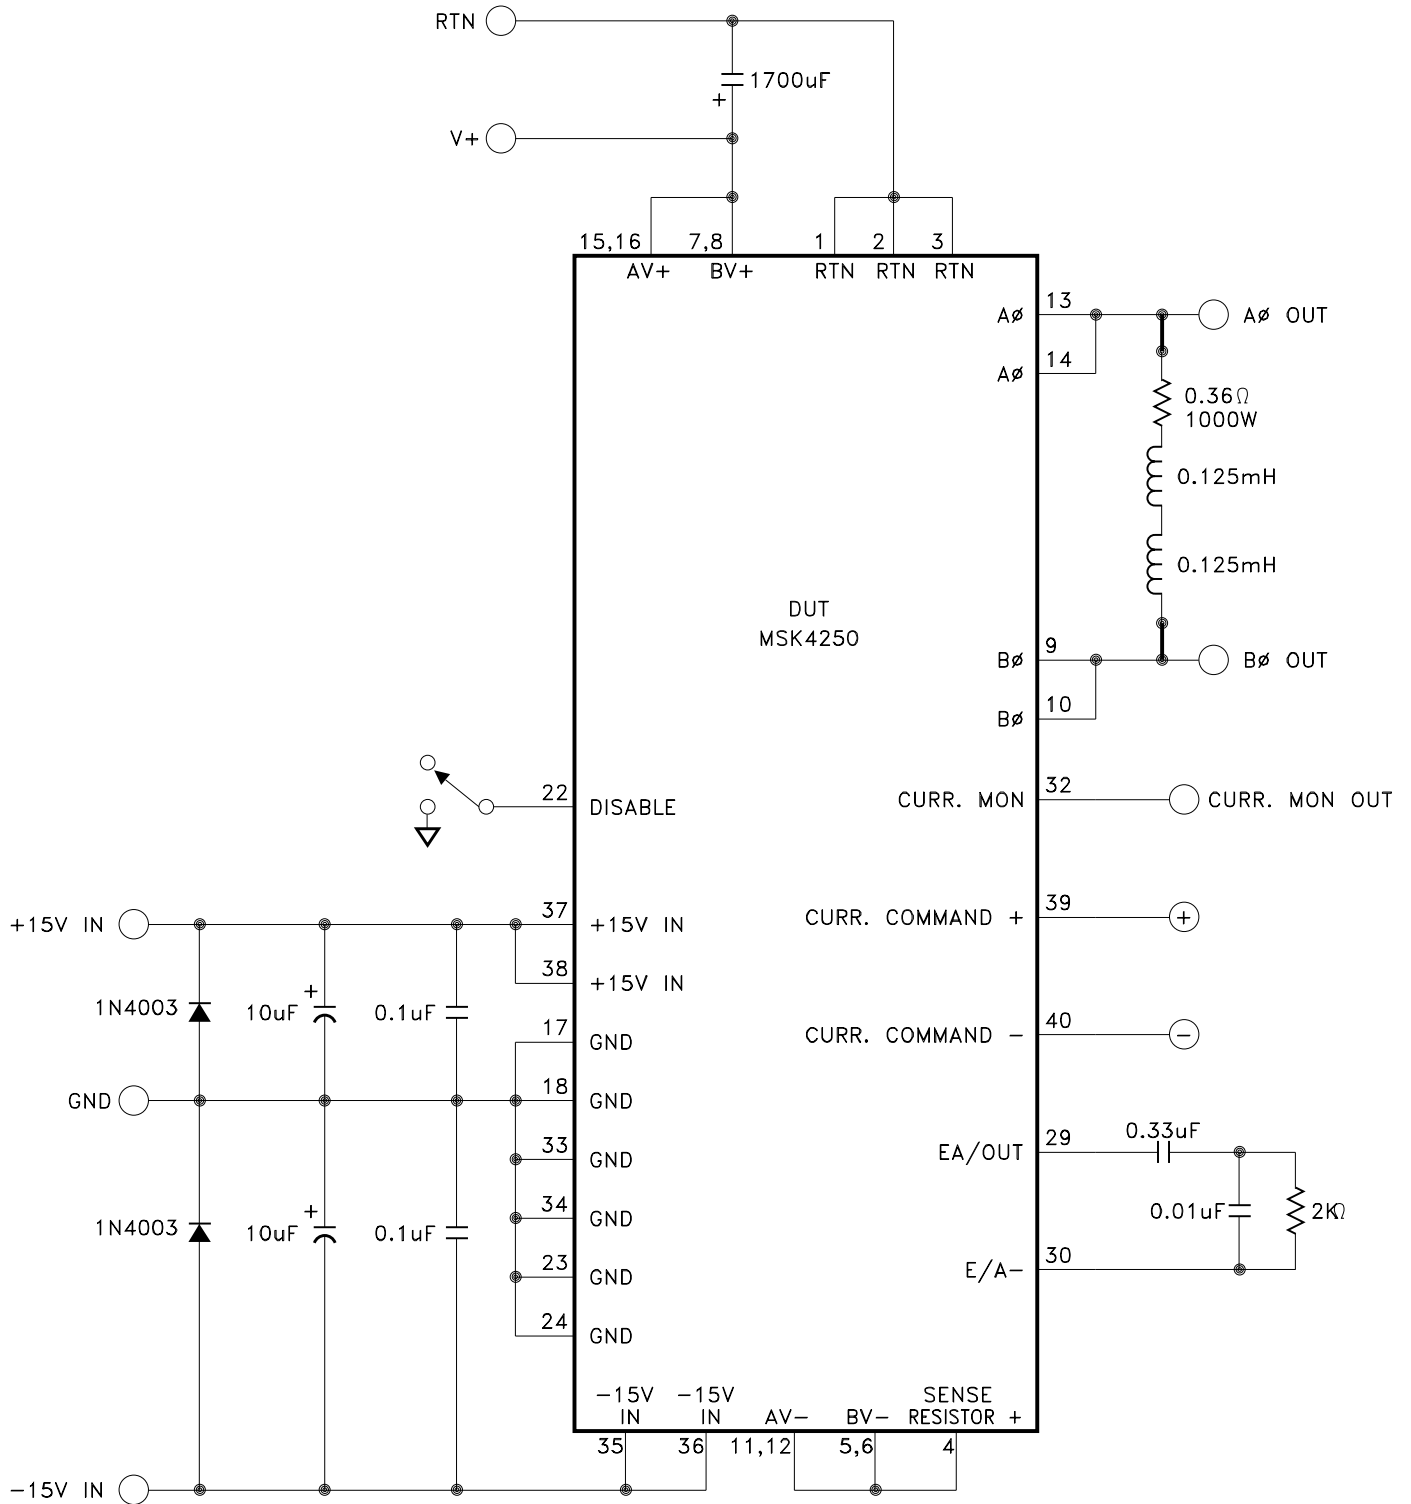 RTN
1700uF
+
V+
15,16 7,8 1 2 3
AV+ BV+ RTN RTN RTN
AØ 13 AØ OUT
AØ 14
0.36Ω
1000W
0.125mH
0.125mH
DUT
MSK4250
BØ 9 BØ OUT
BØ 10
22 DISABLE
CURR. MON 32 CURR. MON OUT
+15V IN 37 +15V IN
CURR. COMMAND + 39 +
38 +15V IN
1N4003 10uF + 0.1uF
17 GND
CURR. COMMAND - 40 −
GND 18 GND
EA/OUT 29 0.33uF
33 GND
34 GND
0.01uF 2KΩ
1N4003 10uF + 0.1uF
23 GND
E/A- 30
24 GND
-15V -15V SENSE
IN IN AV- BV- RESISTOR +
35 36 11,12 5,6 4
-15V IN